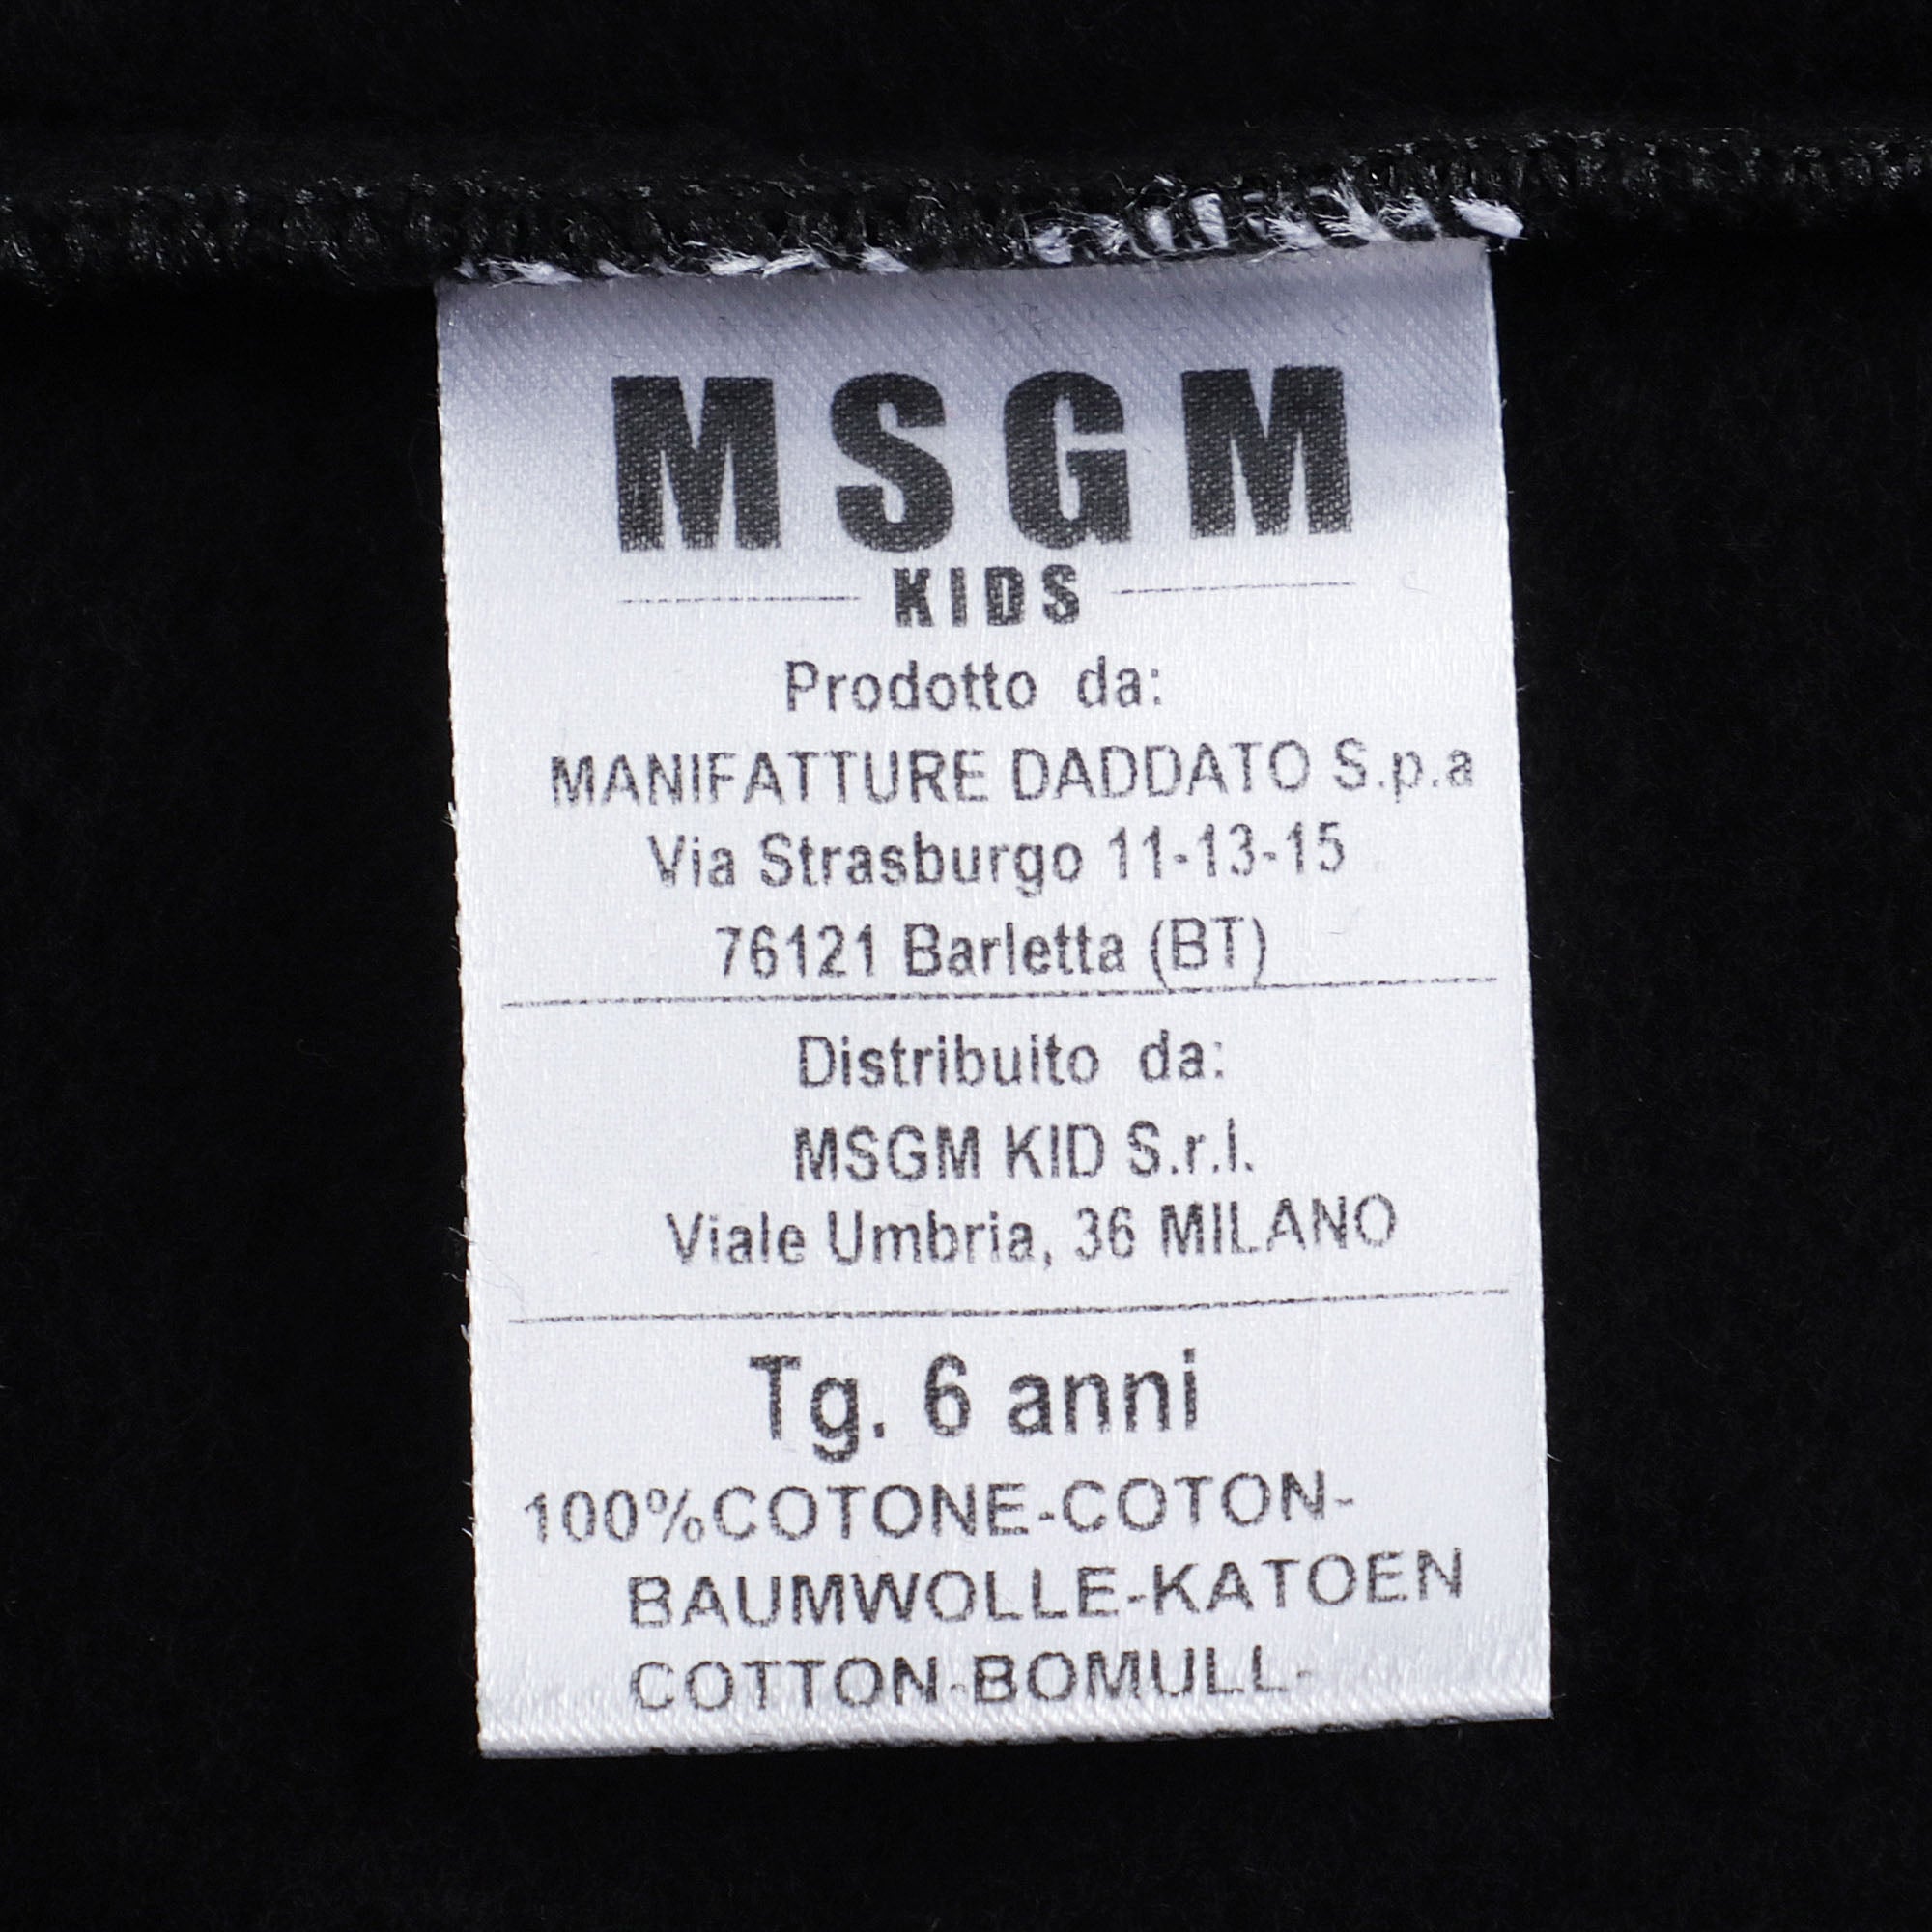 MSGM
KIDS
Prodotto da:
MANIFATTURE DADDATO S.p.a
Via Strasburgo 11-13-15
76121 Barletta (BT)
Distribuito da:
MSGM KID S.r.l.
Viale Umbria, 36 MILANO
Tg. 6 anni
100%COTONE-COTON-
BAUMWOLLE-KATOEN
COTTON-BOMULL-